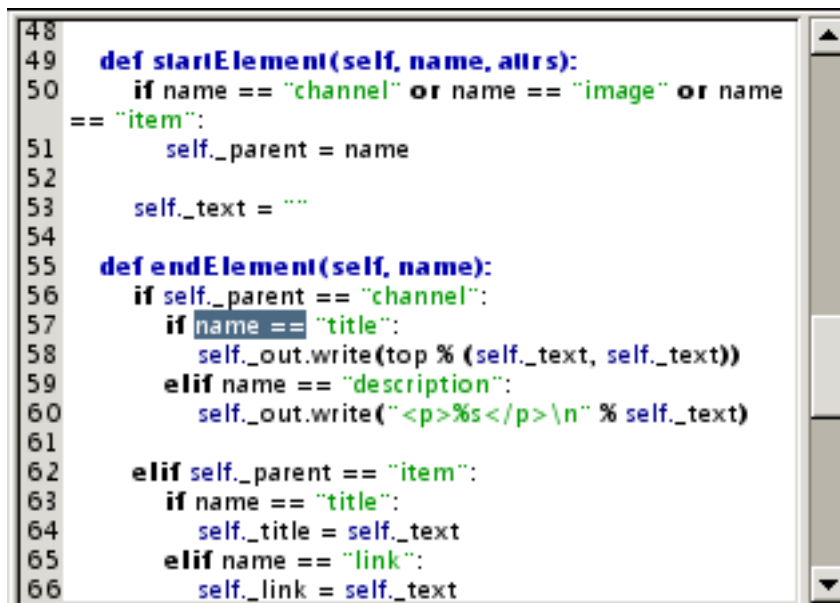 48
49 def startElement(self, name, attrs):
50 if name == "channel" or name == "image" or name
== "item":
51 self._parent = name
52
53 self._text = ""
54
55 def endElement(self, name):
56 if self._parent == "channel":
57 if name == "title":
58 self._out.write(top % (self._text, self._text))
59 elif name == "description":
60 self._out.write("<p>%s</p>\n" % self._text)
61
62 elif self._parent == "item":
63 if name == "title":
64 self._title = self._text
65 elif name == "link":
66 self._link = self._text